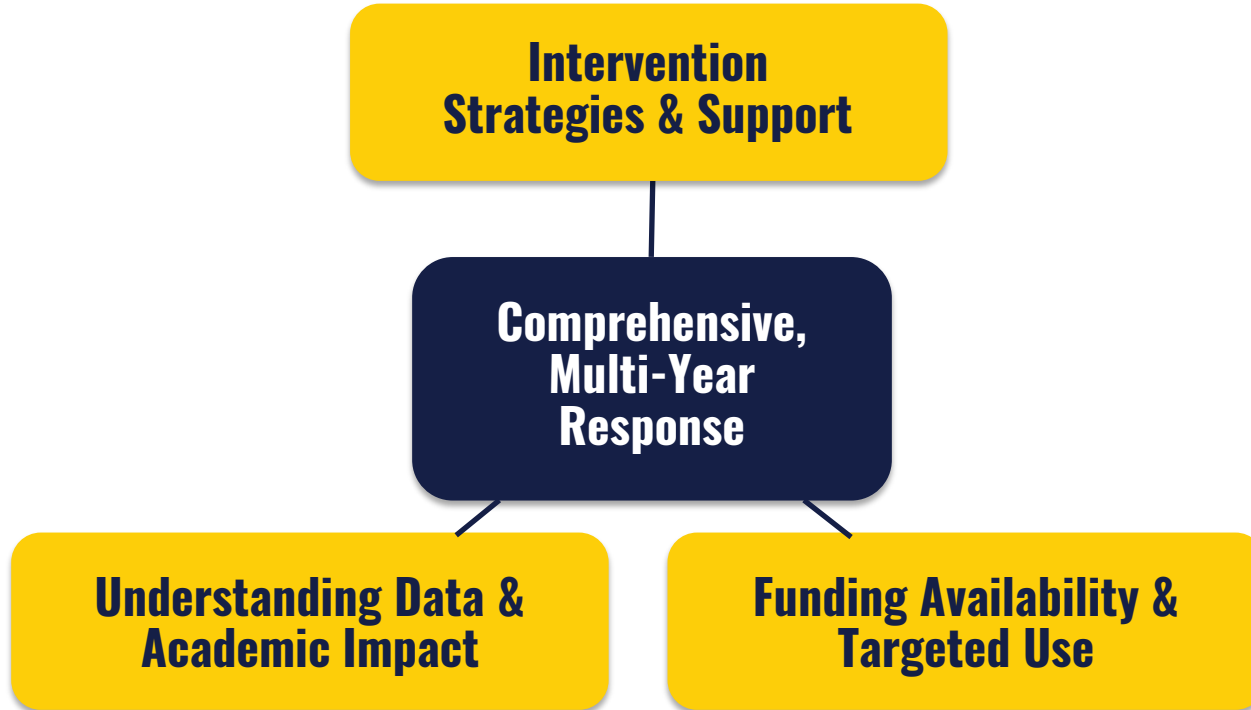 Intervention
Strategies & Support
Comprehensive,
Multi-Year
Response
Understanding Data &
Academic Impact
Funding Availability &
Targeted Use